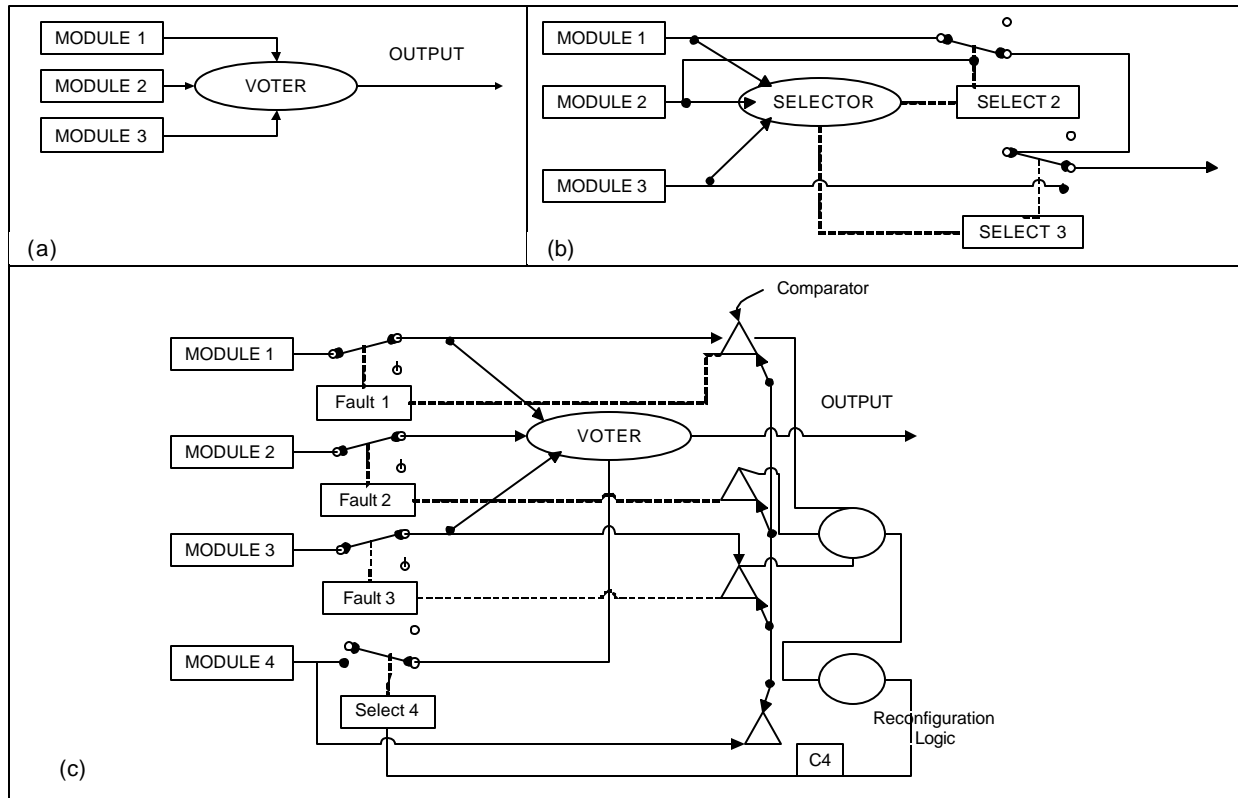 MODULE 1
OUTPUT
MODULE 2
VOTER
MODULE 3
(a)
MODULE 1
MODULE 2
SELECTOR
SELECT 2
MODULE 3
SELECT 3
(b)
Comparator
MODULE 1
Fault 1
OUTPUT
MODULE 2
VOTER
Fault 2
MODULE 3
Fault 3
MODULE 4
Select 4
Reconfiguration
Logic
C4
(c)